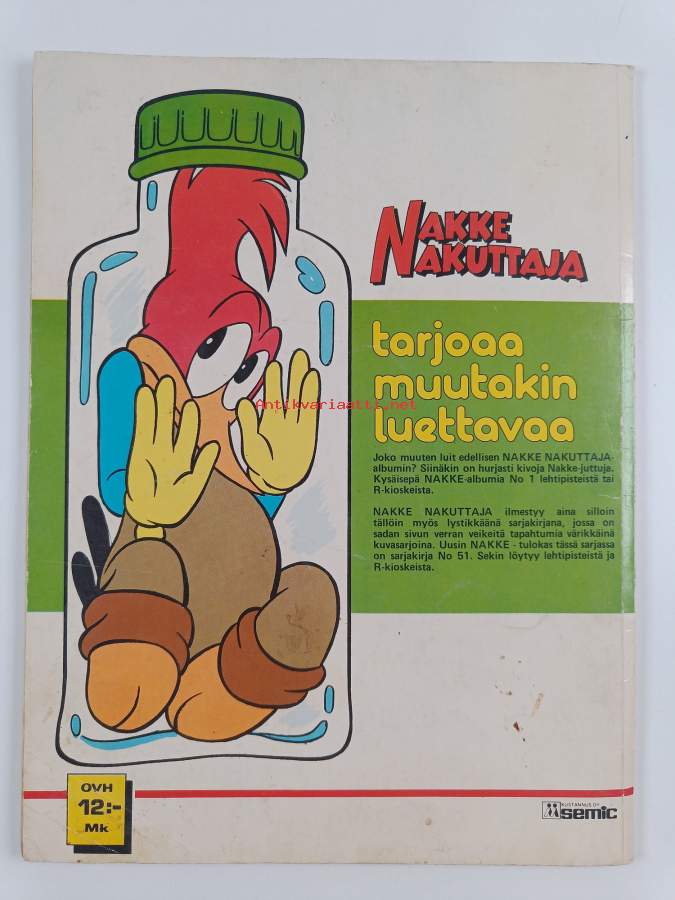 NAKKE
NAKUTTAJA
tarjoaa
muutakin
Antikvariaatti.net
luettavaa
Joko muuten luit edellisen NAKKE NAKUTTAJA-
albumin? Siinäkin on hurjasti kivoja Nakke-juttuja.
Kysäisepä NAKKE-albumia No 1 lehtipisteistä tai
R-kioskeista.
NAKKE NAKUTTAJA ilmestyy aina silloin
tällöin myös lystikkäänä sarjakirjana, jossa on
sadan sivun verran veikeitä tapahtumia värikkäinä
kuvasarjoina. Uusin NAKKE - tulokas tässä sarjassa
on sarjakirja No 51. Sekin löytyy lehtipisteistä ja
R-kioskeista.
OVH
12:-
Mk
KUSTANNUS OY
semic